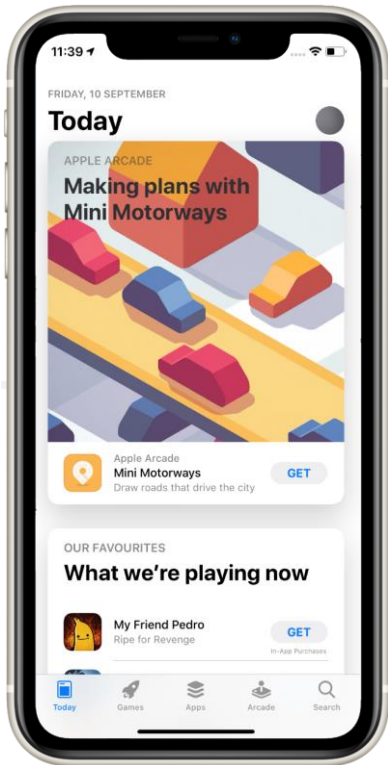 11:39
FRIDAY, 10 SEPTEMBER
Today
APPLE ARCADE
Making plans with
Mini Motorways
Apple Arcade
Mini Motorways
Draw roads that drive the city
GET
OUR FAVOURITES
What we're playing now
My Friend Pedro
Ripe for Revenge
GET
In-App Purchases
Today
Games
Apps
Arcade
Search